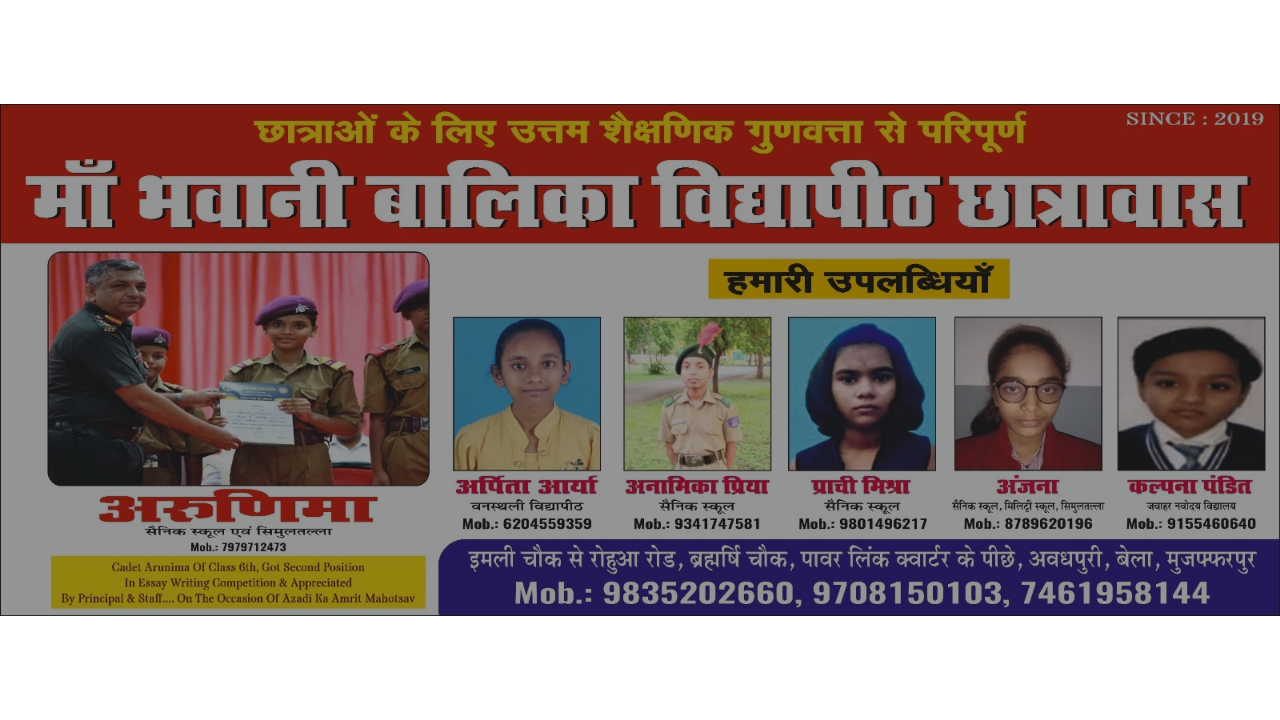 SINCE : 2019
छात्राओं के लिए उत्तम शैक्षणिक गुणवत्ता से परिपूर्ण
माँ भवानी बालिका विद्यापीठ छात्रावास
हमारी उपलब्धियाँ
अरुणिमा
सैनिक स्कूल एवं सिमुलतल्ला
Mob.: 7979712473
Cadet Arunima Of Class 6th, Got Second Position
In Essay Writing Competition & Appreciated
By Principal & Staff.... On The Occasion Of Azadi Ka Amrit Mahotsav
अर्पिता आर्या
वनस्थली विद्यापीठ
Mob.: 6204559359
अनामिका प्रिया
सैनिक स्कूल
Mob.: 9341747581
प्राची मिश्रा
सैनिक स्कूल
Mob.: 9801496217
अंजना
सैनिक स्कूल, मिलिट्री स्कूल, सिमुलतल्ला
Mob.: 8789620196
कल्पना पंडित
जवाहर नवोदय विद्यालय
Mob.: 9155460640
इमली चौक से रोहुआ रोड, ब्रह्मर्षि चौक, पावर लिंक क्वार्टर के पीछे, अवधपुरी, बेला, मुजफ्फरपुर
Mob.: 9835202660, 9708150103, 7461958144